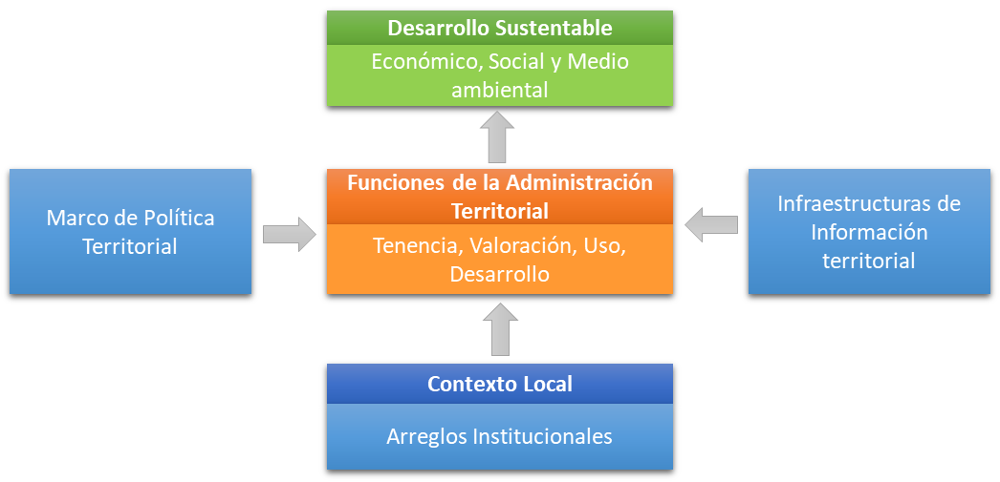 Desarrollo Sustentable
Económico, Social y Medio
ambiental
Marco de Política
Territorial
Funciones de la Administración
Territorial
Tenencia, Valoración, Uso,
Desarrollo
Infraestructuras de
Información
territorial
Contexto Local
Arreglos Institucionales